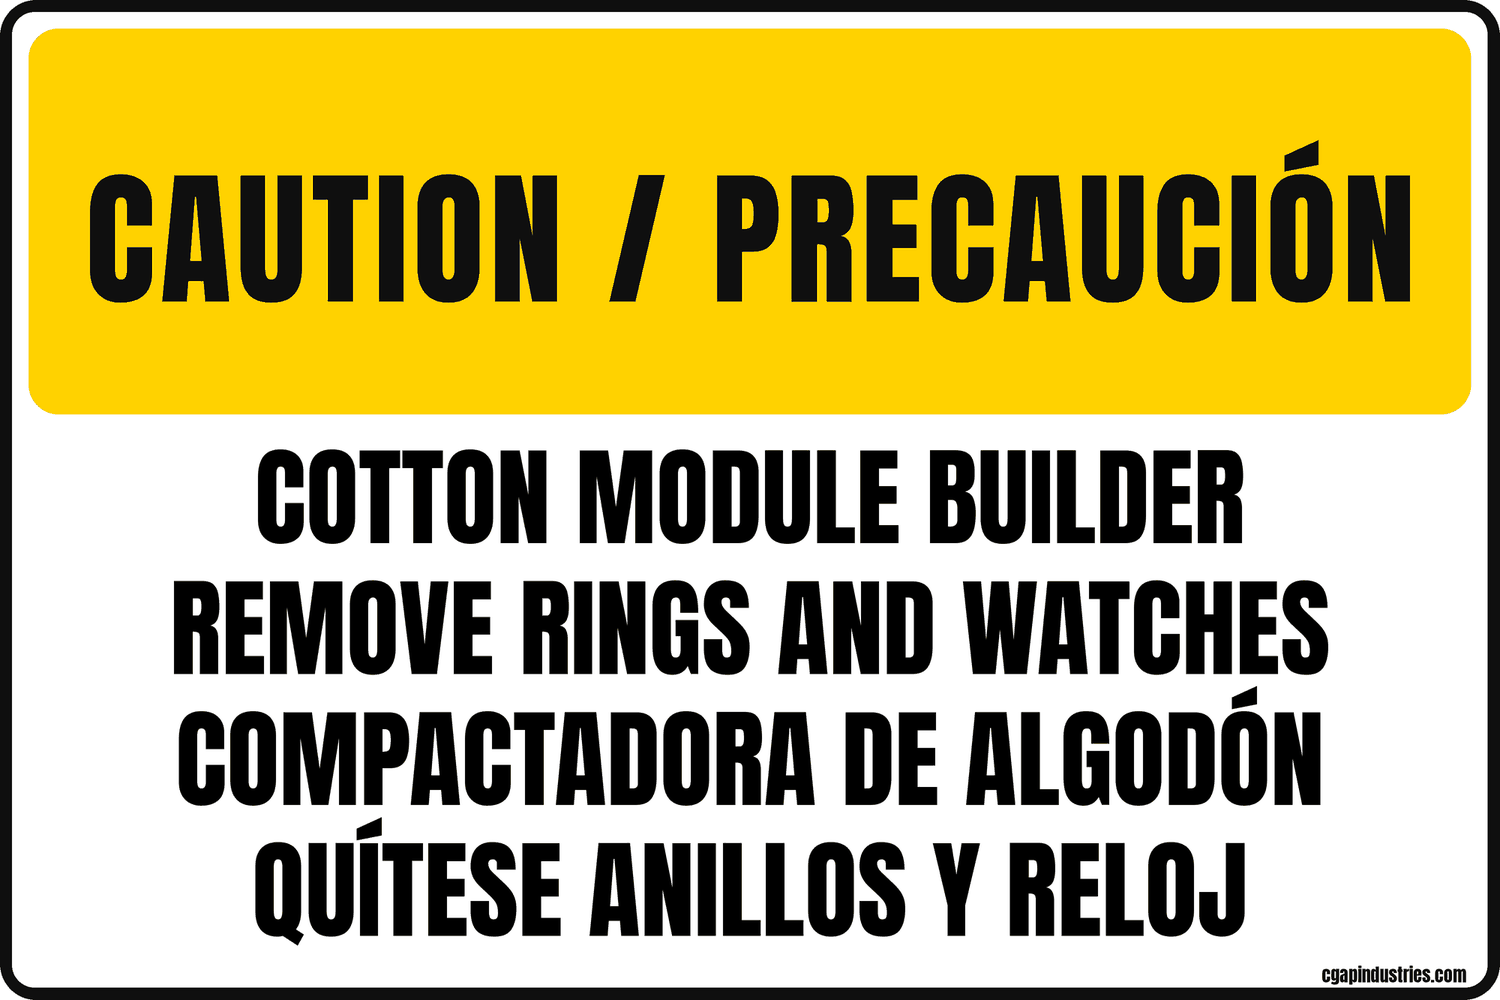 CAUTION / PRECAUCIÓN
COTTON MODULE BUILDER
REMOVE RINGS AND WATCHES
COMPACTADORA DE ALGODÓN
QUÍTESE ANILLOS Y RELOJ
cgapindustries.com